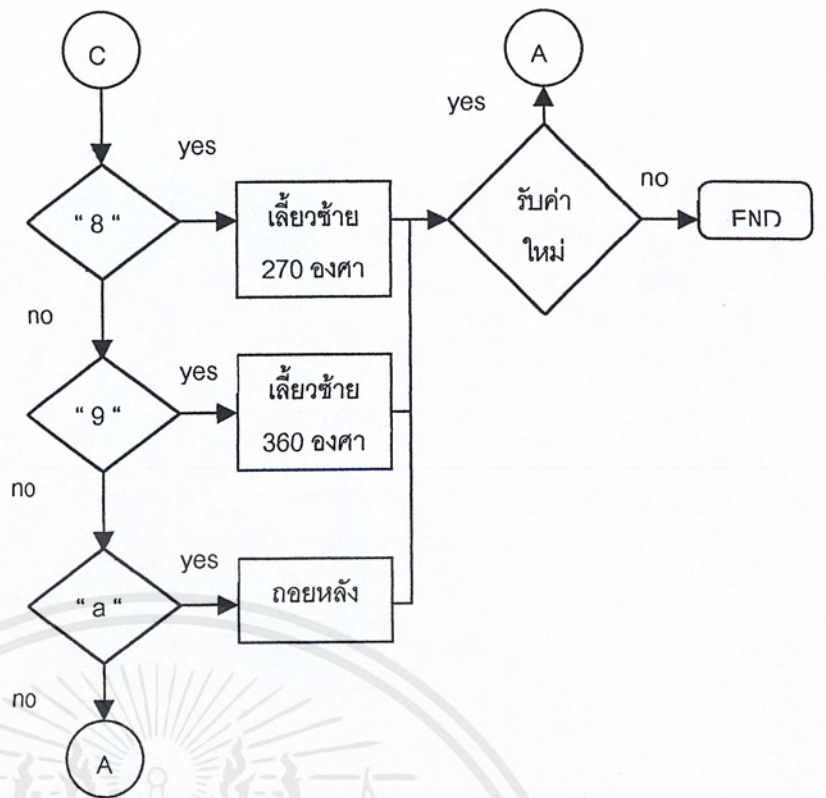 C
A
yes
yes
" 8 "
เลี้ยวซ้าย
270 องศา
รับค่า
ใหม่
no
END
no
yes
" 9 "
เลี้ยวซ้าย
360 องศา
no
yes
" a "
ถอยหลัง
no
A